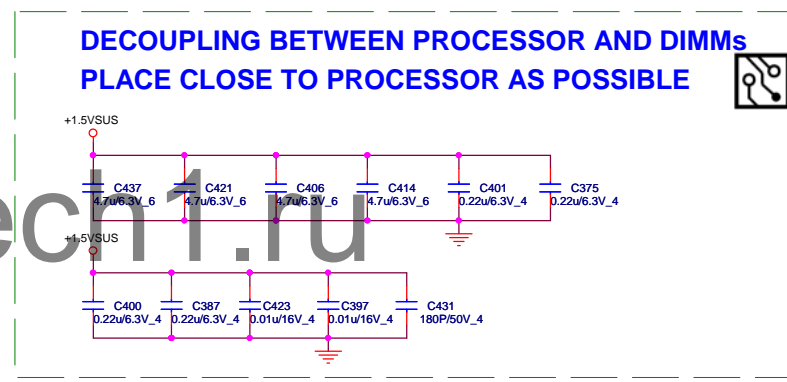 DECOUPLING BETWEEN PROCESSOR AND DIMMs
PLACE CLOSE TO PROCESSOR AS POSSIBLE
+1.5VSUS
C437 C421 C406 C414 C401 C375
4.7u/6.3V_6 4.7u/6.3V_6 4.7u/6.3V_6 4.7u/6.3V_6 0.22u/6.3V_4 0.22u/6.3V_4
ech1.ru
+1.5VSUS
C400 C387 C423 C397 C431
0.22u/6.3V_4 0.22u/6.3V_4 0.01u/16V_4 0.01u/16V_4 180P/50V_4